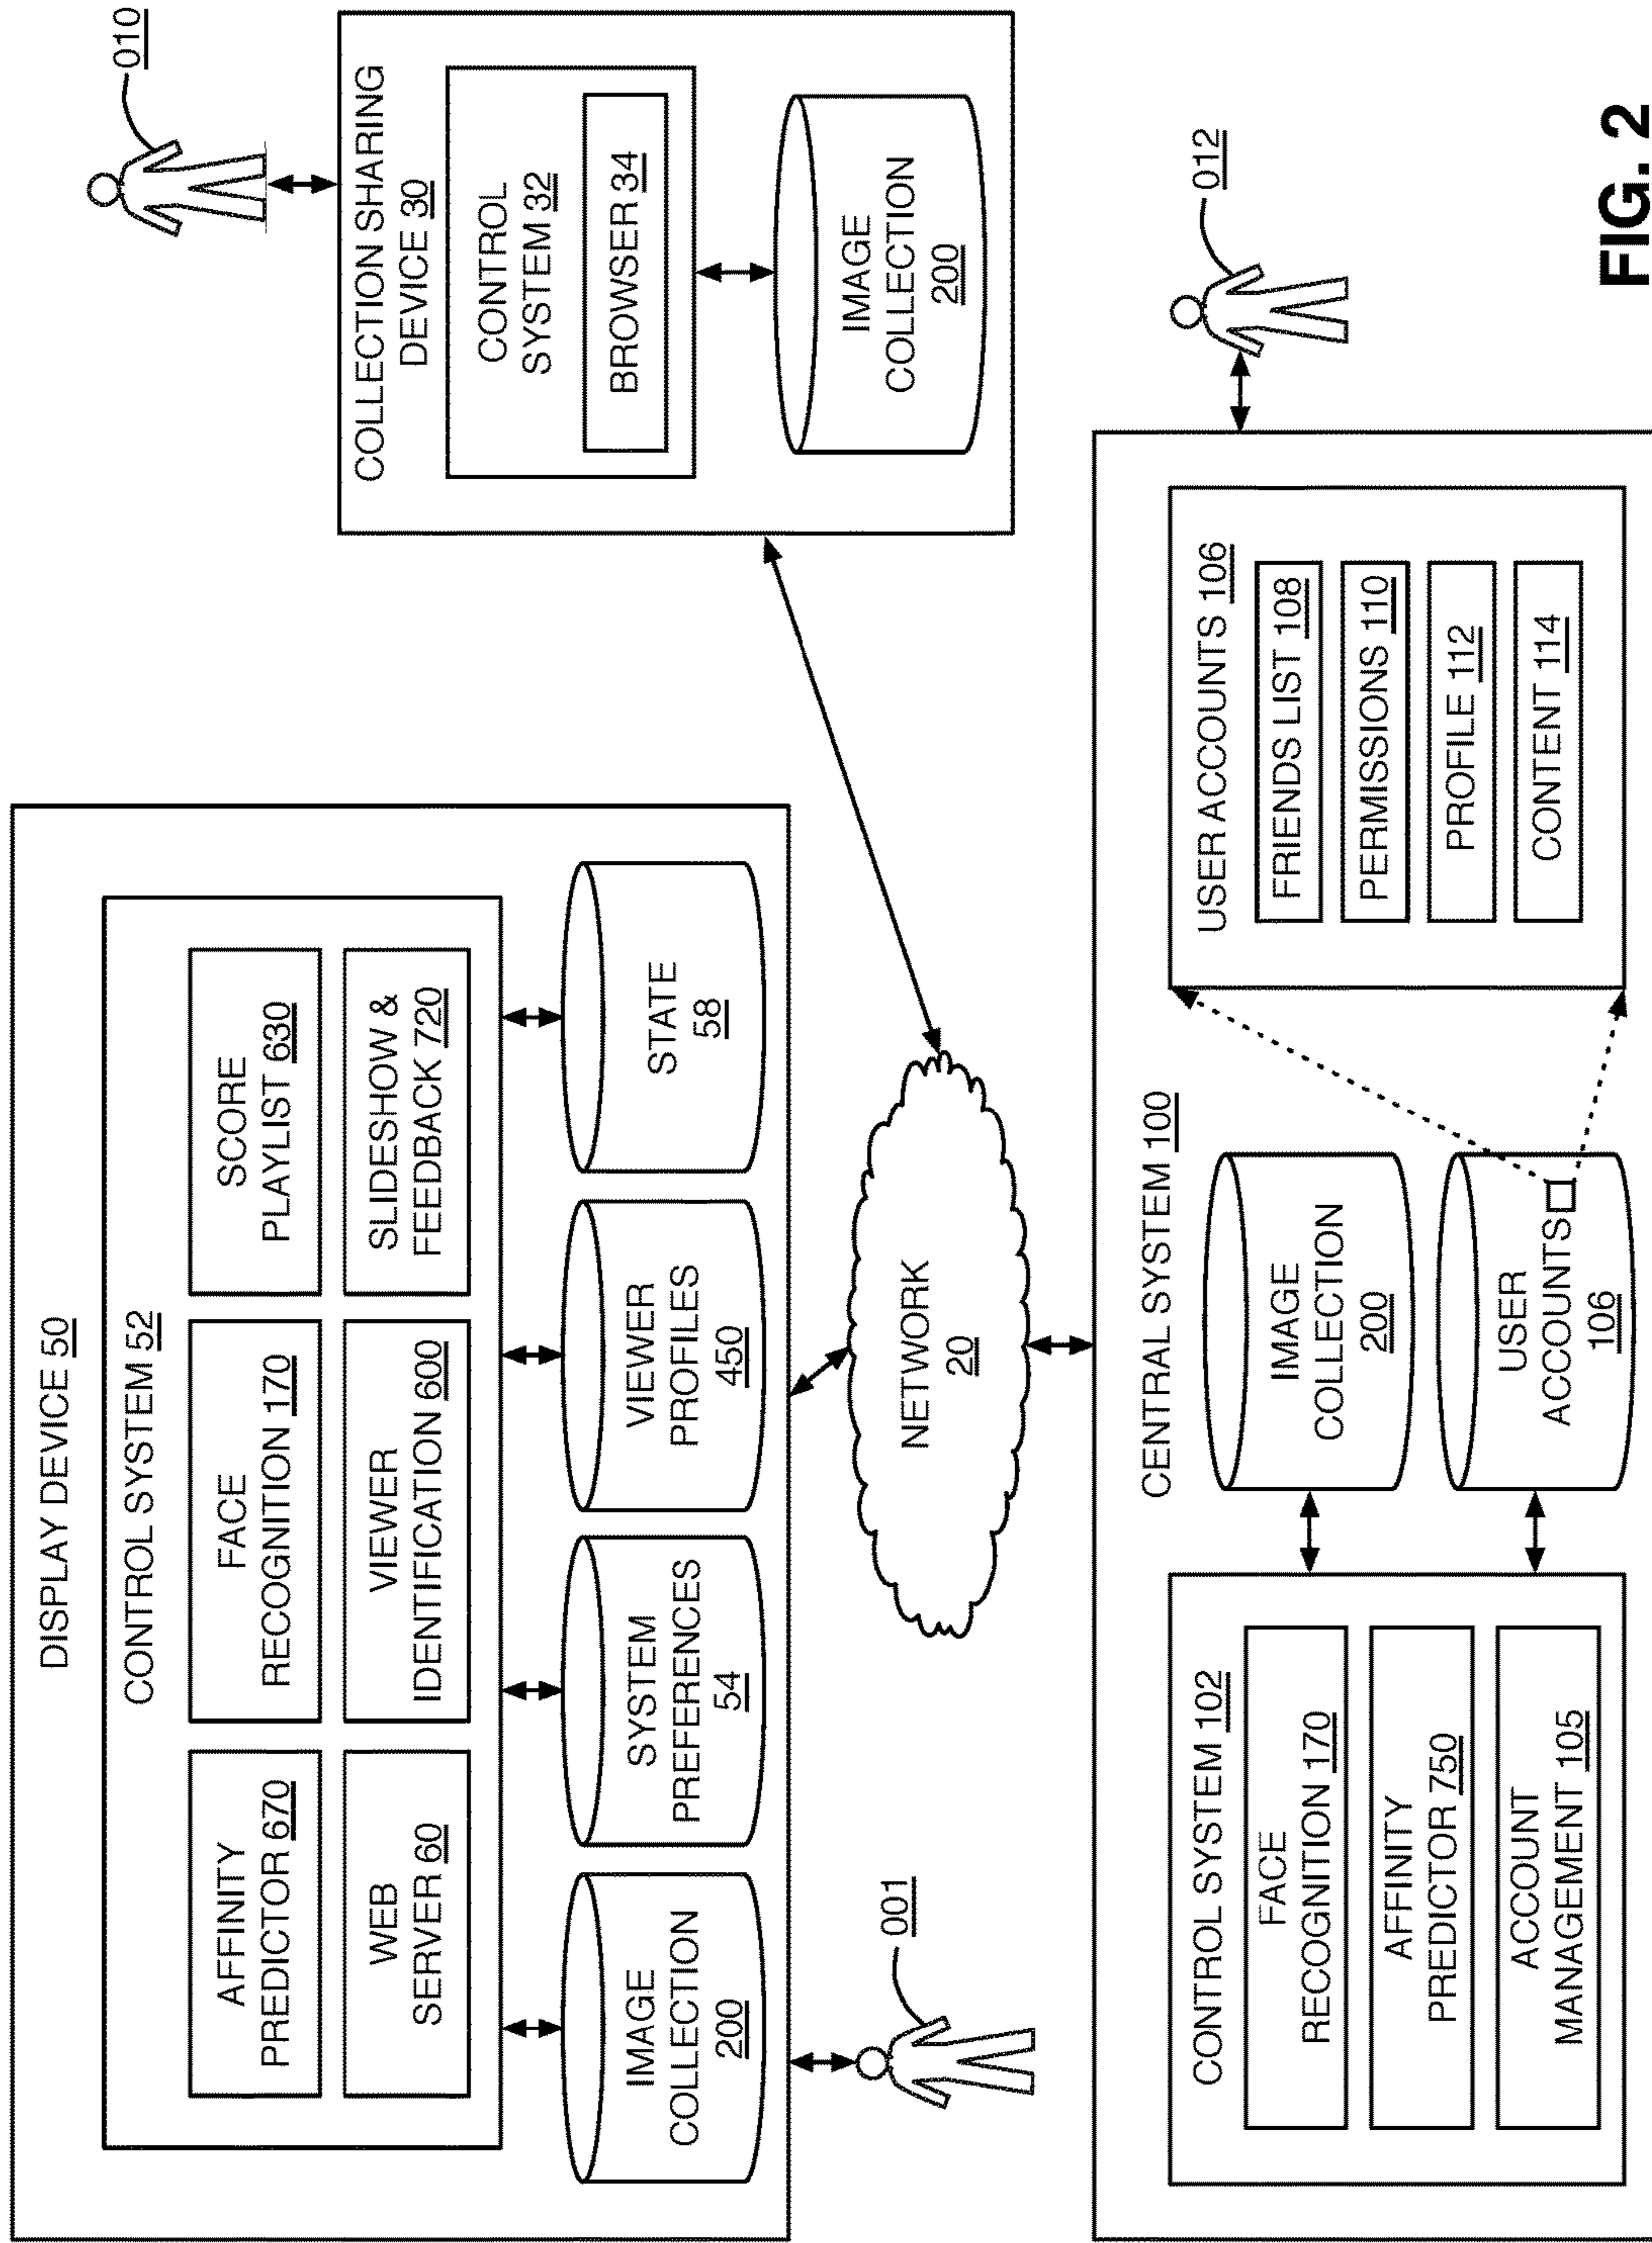 DISPLAY DEVICE 50
CONTROL SYSTEM 52
AFFINITY
PREDICTOR 670
FACE
RECOGNITION 170
SCORE
PLAYLIST 630
WEB
SERVER 60
VIEWER
IDENTIFICATION 600
SLIDESHOW &
FEEDBACK 720
IMAGE
COLLECTION
200
SYSTEM
PREFERENCES
54
VIEWER
PROFILES
450
STATE
58
001
010
COLLECTION SHARING
DEVICE 30
CONTROL
SYSTEM 32
BROWSER 34
IMAGE
COLLECTION
200
NETWORK
20
CENTRAL SYSTEM 100
CONTROL SYSTEM 102
FACE
RECOGNITION 170
AFFINITY
PREDICTOR 750
ACCOUNT
MANAGEMENT 105
IMAGE
COLLECTION
200
USER
ACCOUNTS
106
USER ACCOUNTS 106
FRIENDS LIST 108
PERMISSIONS 110
PROFILE 112
CONTENT 114
012
FIG. 2